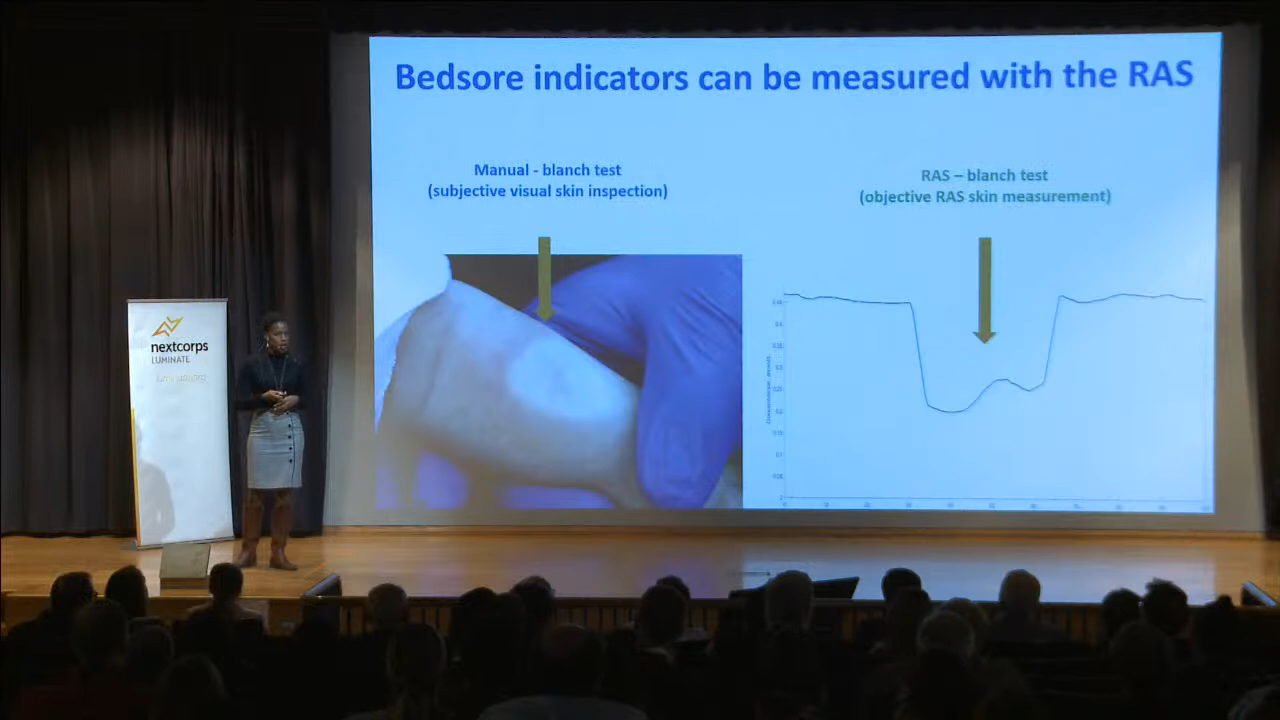 Bedsore indicators can be measured with the RAS
Manual - blanch test
(subjective visual skin inspection)
RAS – blanch test
(objective RAS skin measurement)
nextcorps
LUMINATE